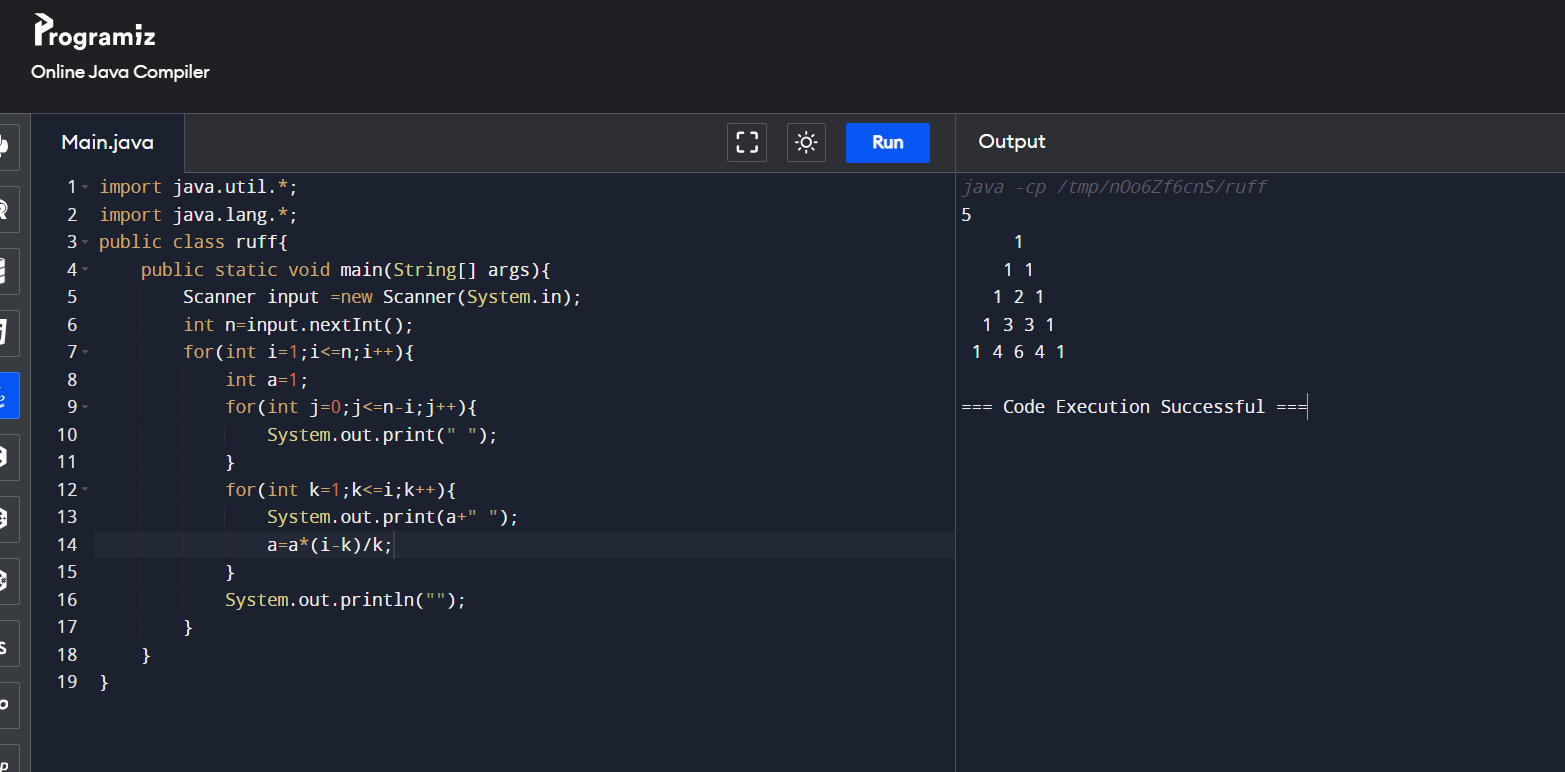 Programiz
Online Java Compiler
Main.java
Run
Output
1 import java.util.*;
2 import java.lang.*;
3 public class ruff{
4     public static void main(String[] args){
5         Scanner input =new Scanner(System.in);
6         int n=input.nextInt();
7         for(int i=1;i<=n;i++){
8             int a=1;
9             for(int j=0;j<=n-i;j++){
10                 System.out.print(" ");
11             }
12             for(int k=1;k<=i;k++){
13                 System.out.print(a+" ");
14                 a=a*(i-k)/k;
15             }
16             System.out.println("");
17         }
18     }
19 }
java -cp /tmp/nOo6Zf6cnS/ruff
5
     1
    1 1
   1 2 1
  1 3 3 1
 1 4 6 4 1
=== Code Execution Successful ===